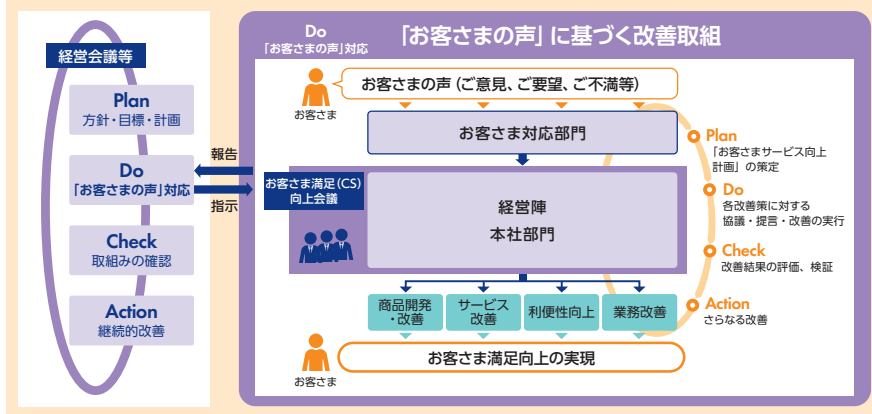 経営会議等
Plan
方針・目標・計画
Do
「お客さまの声」対応
Check
取組みの確認
Action
継続的改善
報告
指示
Do
「お客さまの声」対応
「お客さまの声」に基づく改善取組
お客さま
お客さまの声（ご意見、ご要望、ご不満等）
お客さま対応部門
お客さま満足（CS）
向上会議
経営陣
本社部門
商品開発
・改善
サービス
改善
利便性向上
業務改善
お客さま
お客さま満足向上の実現
Plan
「お客さまサービス向上
計画」の策定
Do
各改善策に対する
協議・提言・改善の実行
Check
改善結果の評価、検証
Action
さらなる改善